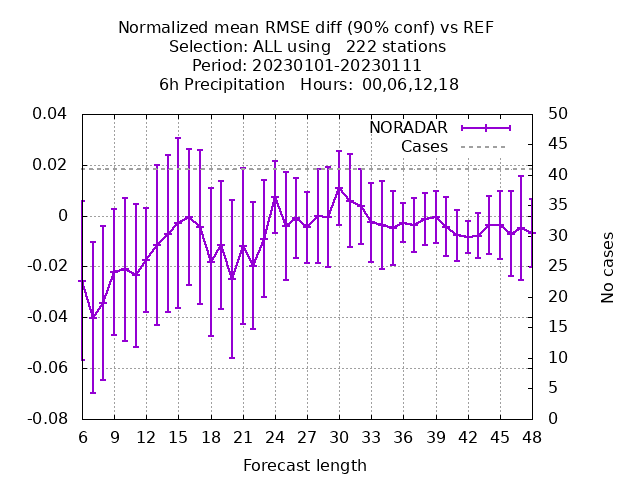 Normalized mean RMSE diff (90% conf) vs REF
Selection: ALL using   222 stations
Period: 20230101-20230111
6h Precipitation   Hours:  00,06,12,18
NORADAR
Cases
0.04
0.02
0
-0.02
-0.04
-0.06
-0.08
50
45
40
35
30
25
20
15
10
5
0
No cases
6 9 12 15 18 21 24 27 30 33 36 39 42 45 48
Forecast length